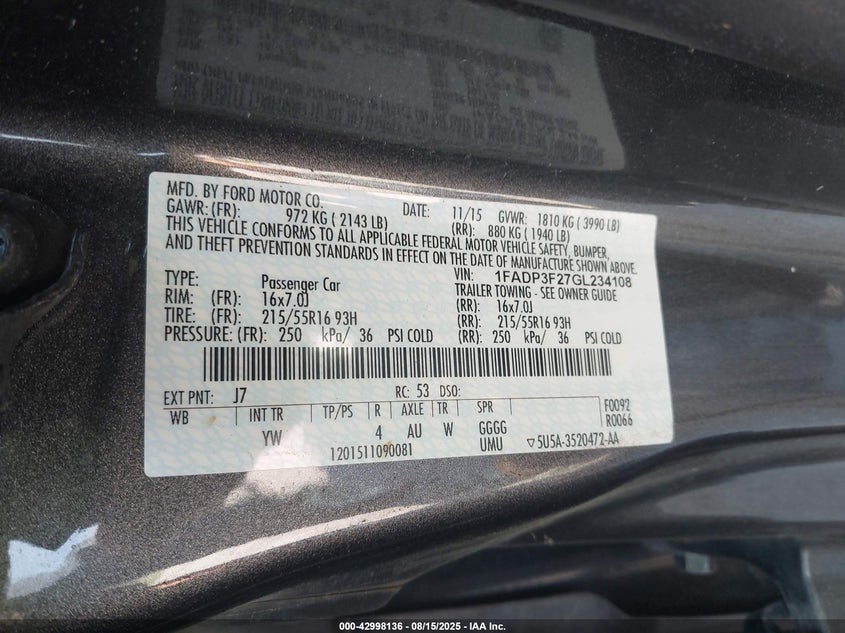 MFD. BY FORD MOTOR CO. DATE: 11/15 GVWR: 1810 KG ( 3990 LB)
GAWR: (FR): 972 KG ( 2143 LB) (RR): 880 KG ( 1940 LB)
THIS VEHICLE CONFORMS TO ALL APPLICABLE FEDERAL MOTOR VEHICLE SAFETY, BUMPER,
AND THEFT PREVENTION STANDARDS IN EFFECT ON THE DATE OF MANUFACTURE SHOWN ABOVE.
VIN: 1FADP3F27GL234108
TYPE: Passenger Car TRAILER TOWING - SEE OWNER GUIDE
RIM: (FR): 16x7.0J (RR): 16x7.0J
TIRE: (FR): 215/55R16 93H (RR): 215/55R16 93H
PRESSURE: (FR): 250 kPa/ 36 PSI COLD (RR): 250 kPa/ 36 PSI COLD
EXT PNT: J7 RC: 53 DSO:
WB INT TR TP/PS R AXLE TR SPR F0092
YW 4 AU W GGGG R0066
1201511090081 UMU ▽5U5A-3520472-AA
000-42998136 - 08/15/2025 - IAA Inc.